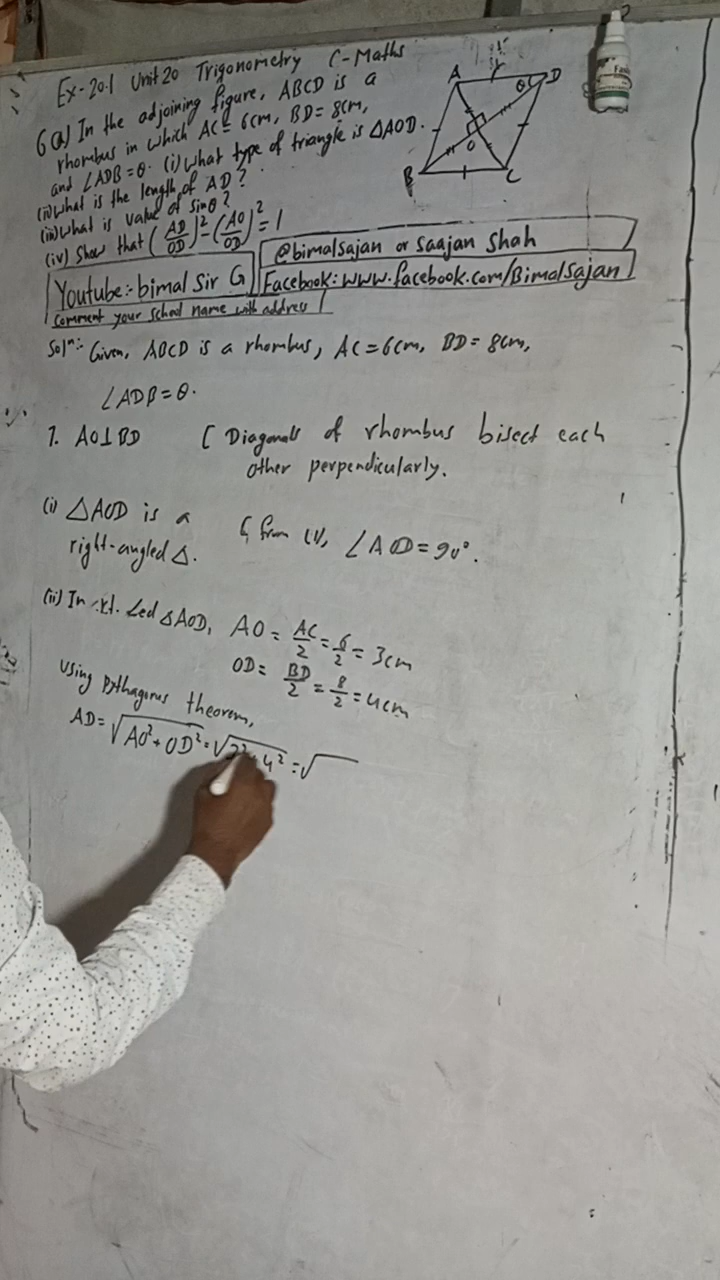 Ex-20.1 Unit 20 Trigonometry C-Maths
6(a) In the adjoining figure, ABCD is a
rhombus in which AC = 6cm, BD = 8cm,
and ∠ADB = θ. (i) What type of triangle is ΔAOD.
(ii) What is the length of AD?
(iii) What is value of sinθ?
(iv) Show that (AD/OD)² - (AO/OD)² = 1
A
D
θ
O
B
C
@bimalsajan or Saajan Shah
Youtube:- bimal Sir G
Facebook: www.facebook.com/Bimalsajan
Comment your school name with address
Solⁿ:- Given, ABCD is a rhombus, AC = 6cm, BD = 8cm,
∠ADB = θ.
1. AO⊥BD [ Diagonals of rhombus bisect each
other perpendicularly.
(i) ΔAOD is a [ from (1), ∠AOD = 90°.
right-angled Δ.
(ii) In rt. ∠ed ΔAOD, AO = AC/2 = 6/2 = 3cm
OD = BD/2 = 8/2 = 4cm
Using Pythagorus theorem,
AD = √AO² + OD² = √3² + 4² = √